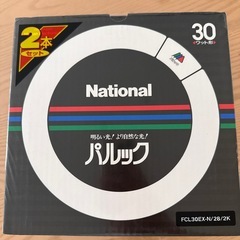 2本
セット
30
ワット形
National
明るい光!より自然な光!
パルック
FCL30EX-N/28/2K